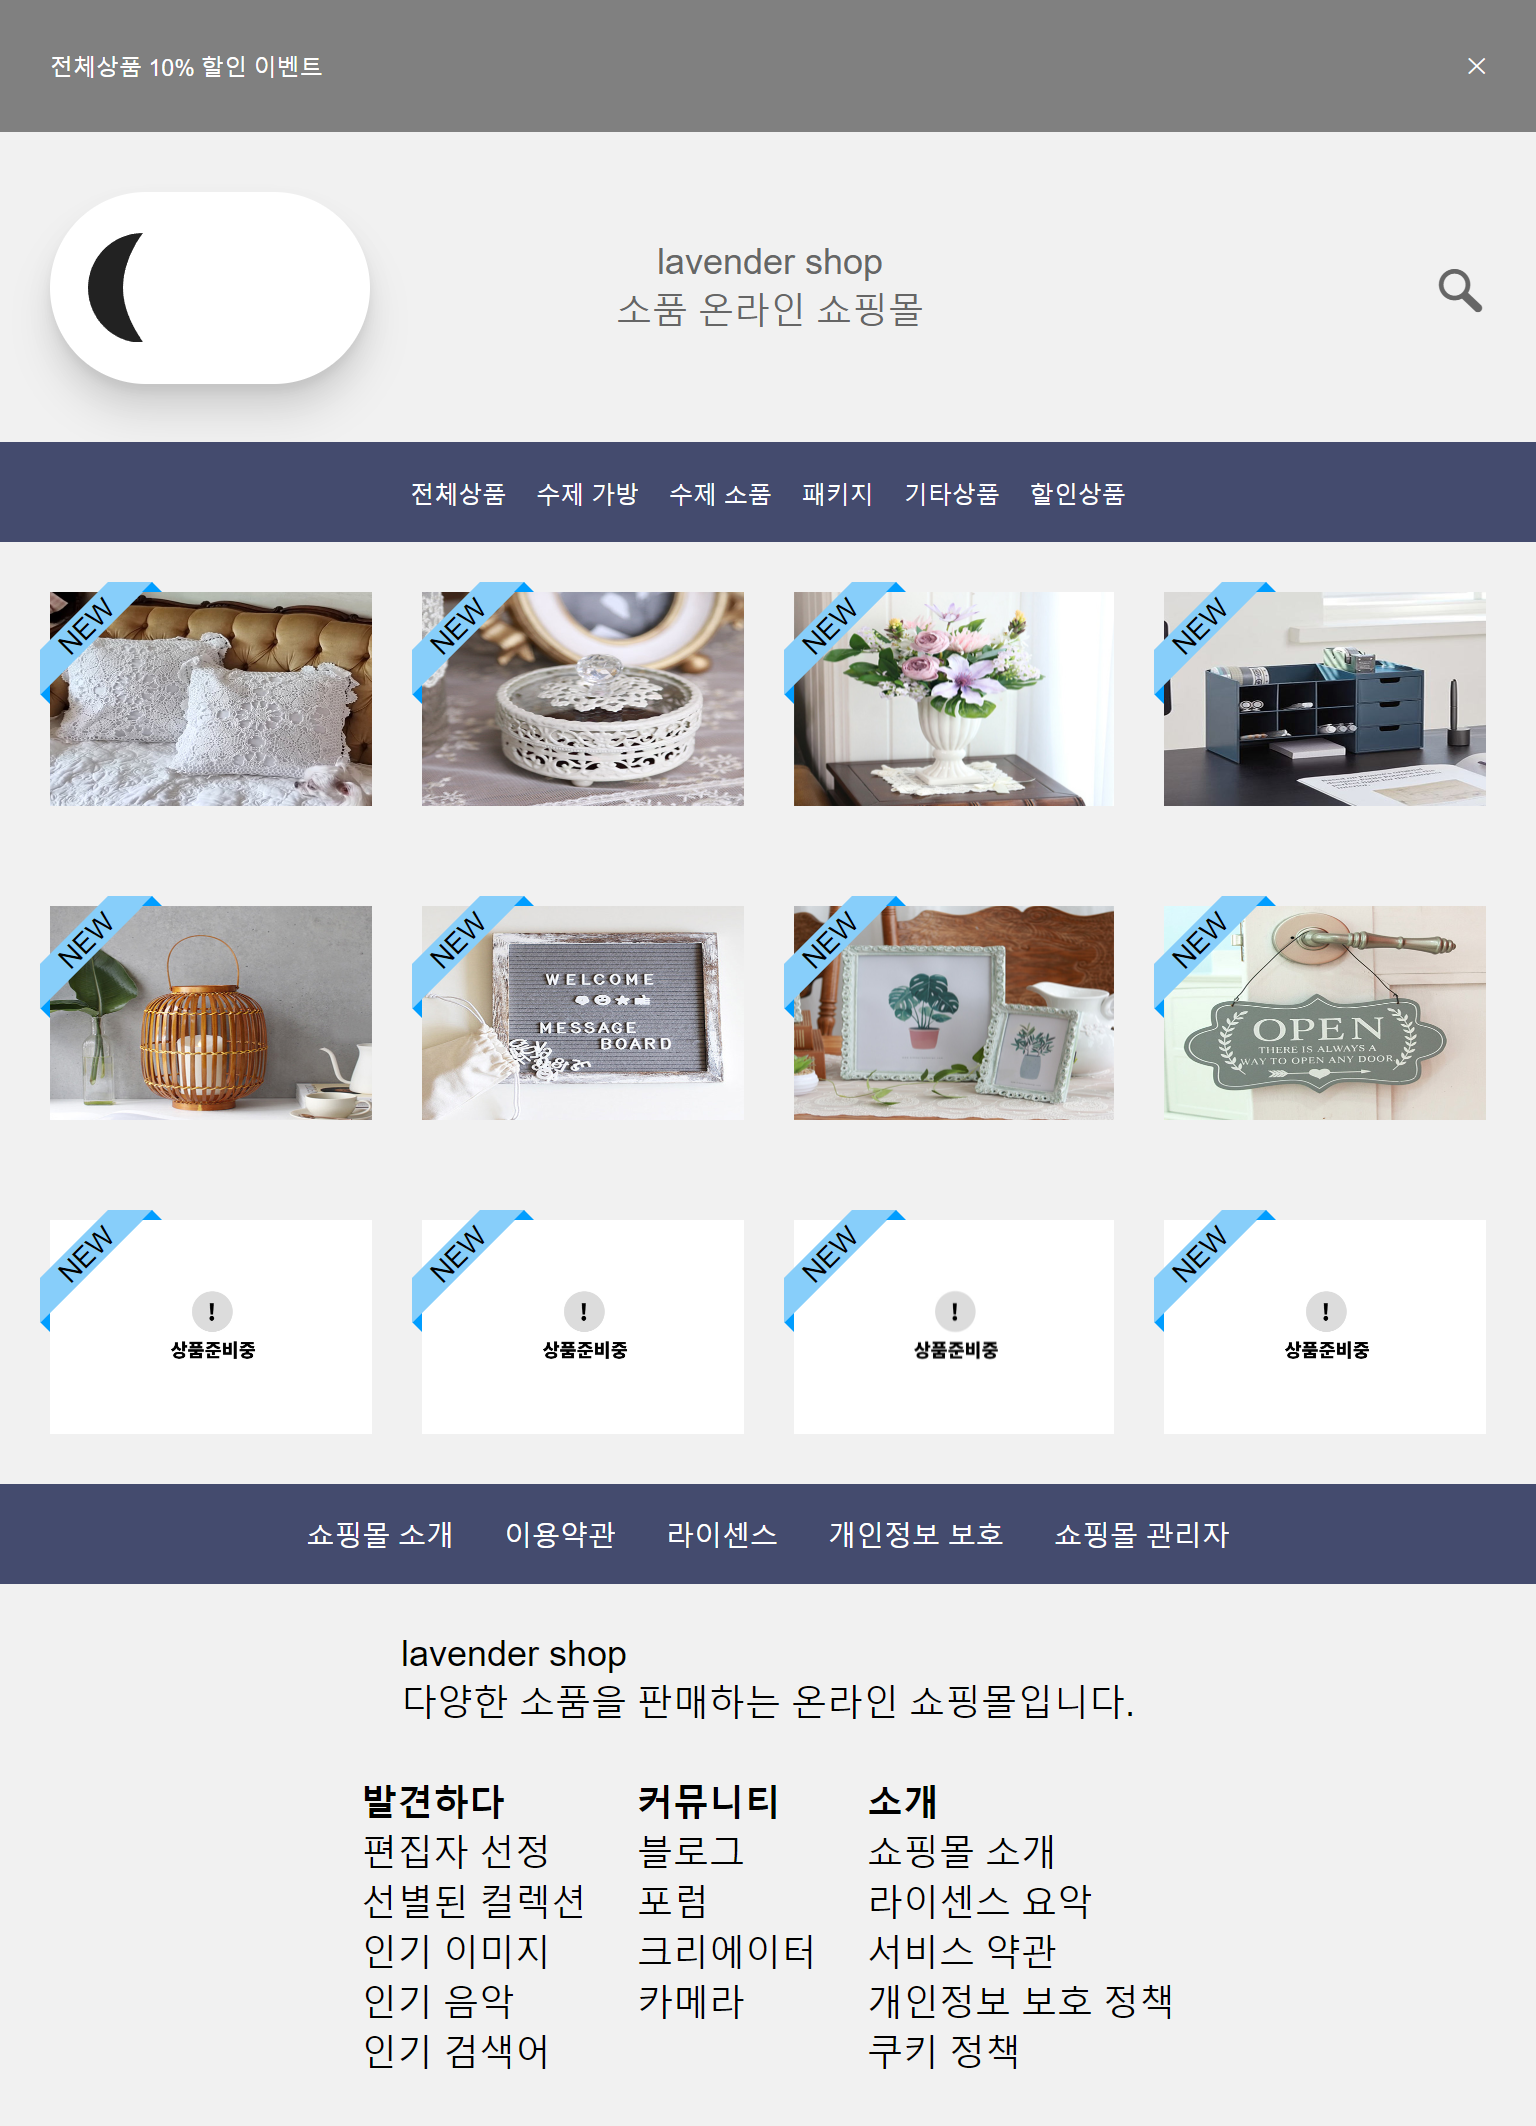 전체상품 10% 할인 이벤트
lavender shop
소품 온라인 쇼핑몰
전체상품 수제 가방 수제 소품 패키지 기타상품 할인상품
NEW NEW NEW NEW
NEW NEW NEW NEW
WELCOME
MESSAGE
BOARD
OPEN
THERE IS ALWAYS A
WAY TO OPEN ANY DOOR
NEW NEW NEW NEW
! ! ! !
상품준비중 상품준비중 상품준비중 상품준비중
쇼핑몰 소개 이용약관 라이센스 개인정보 보호 쇼핑몰 관리자
lavender shop
다양한 소품을 판매하는 온라인 쇼핑몰입니다.
발견하다
편집자 선정
선별된 컬렉션
인기 이미지
인기 음악
인기 검색어
커뮤니티
블로그
포럼
크리에이터
카메라
소개
쇼핑몰 소개
라이센스 요약
서비스 약관
개인정보 보호 정책
쿠키 정책